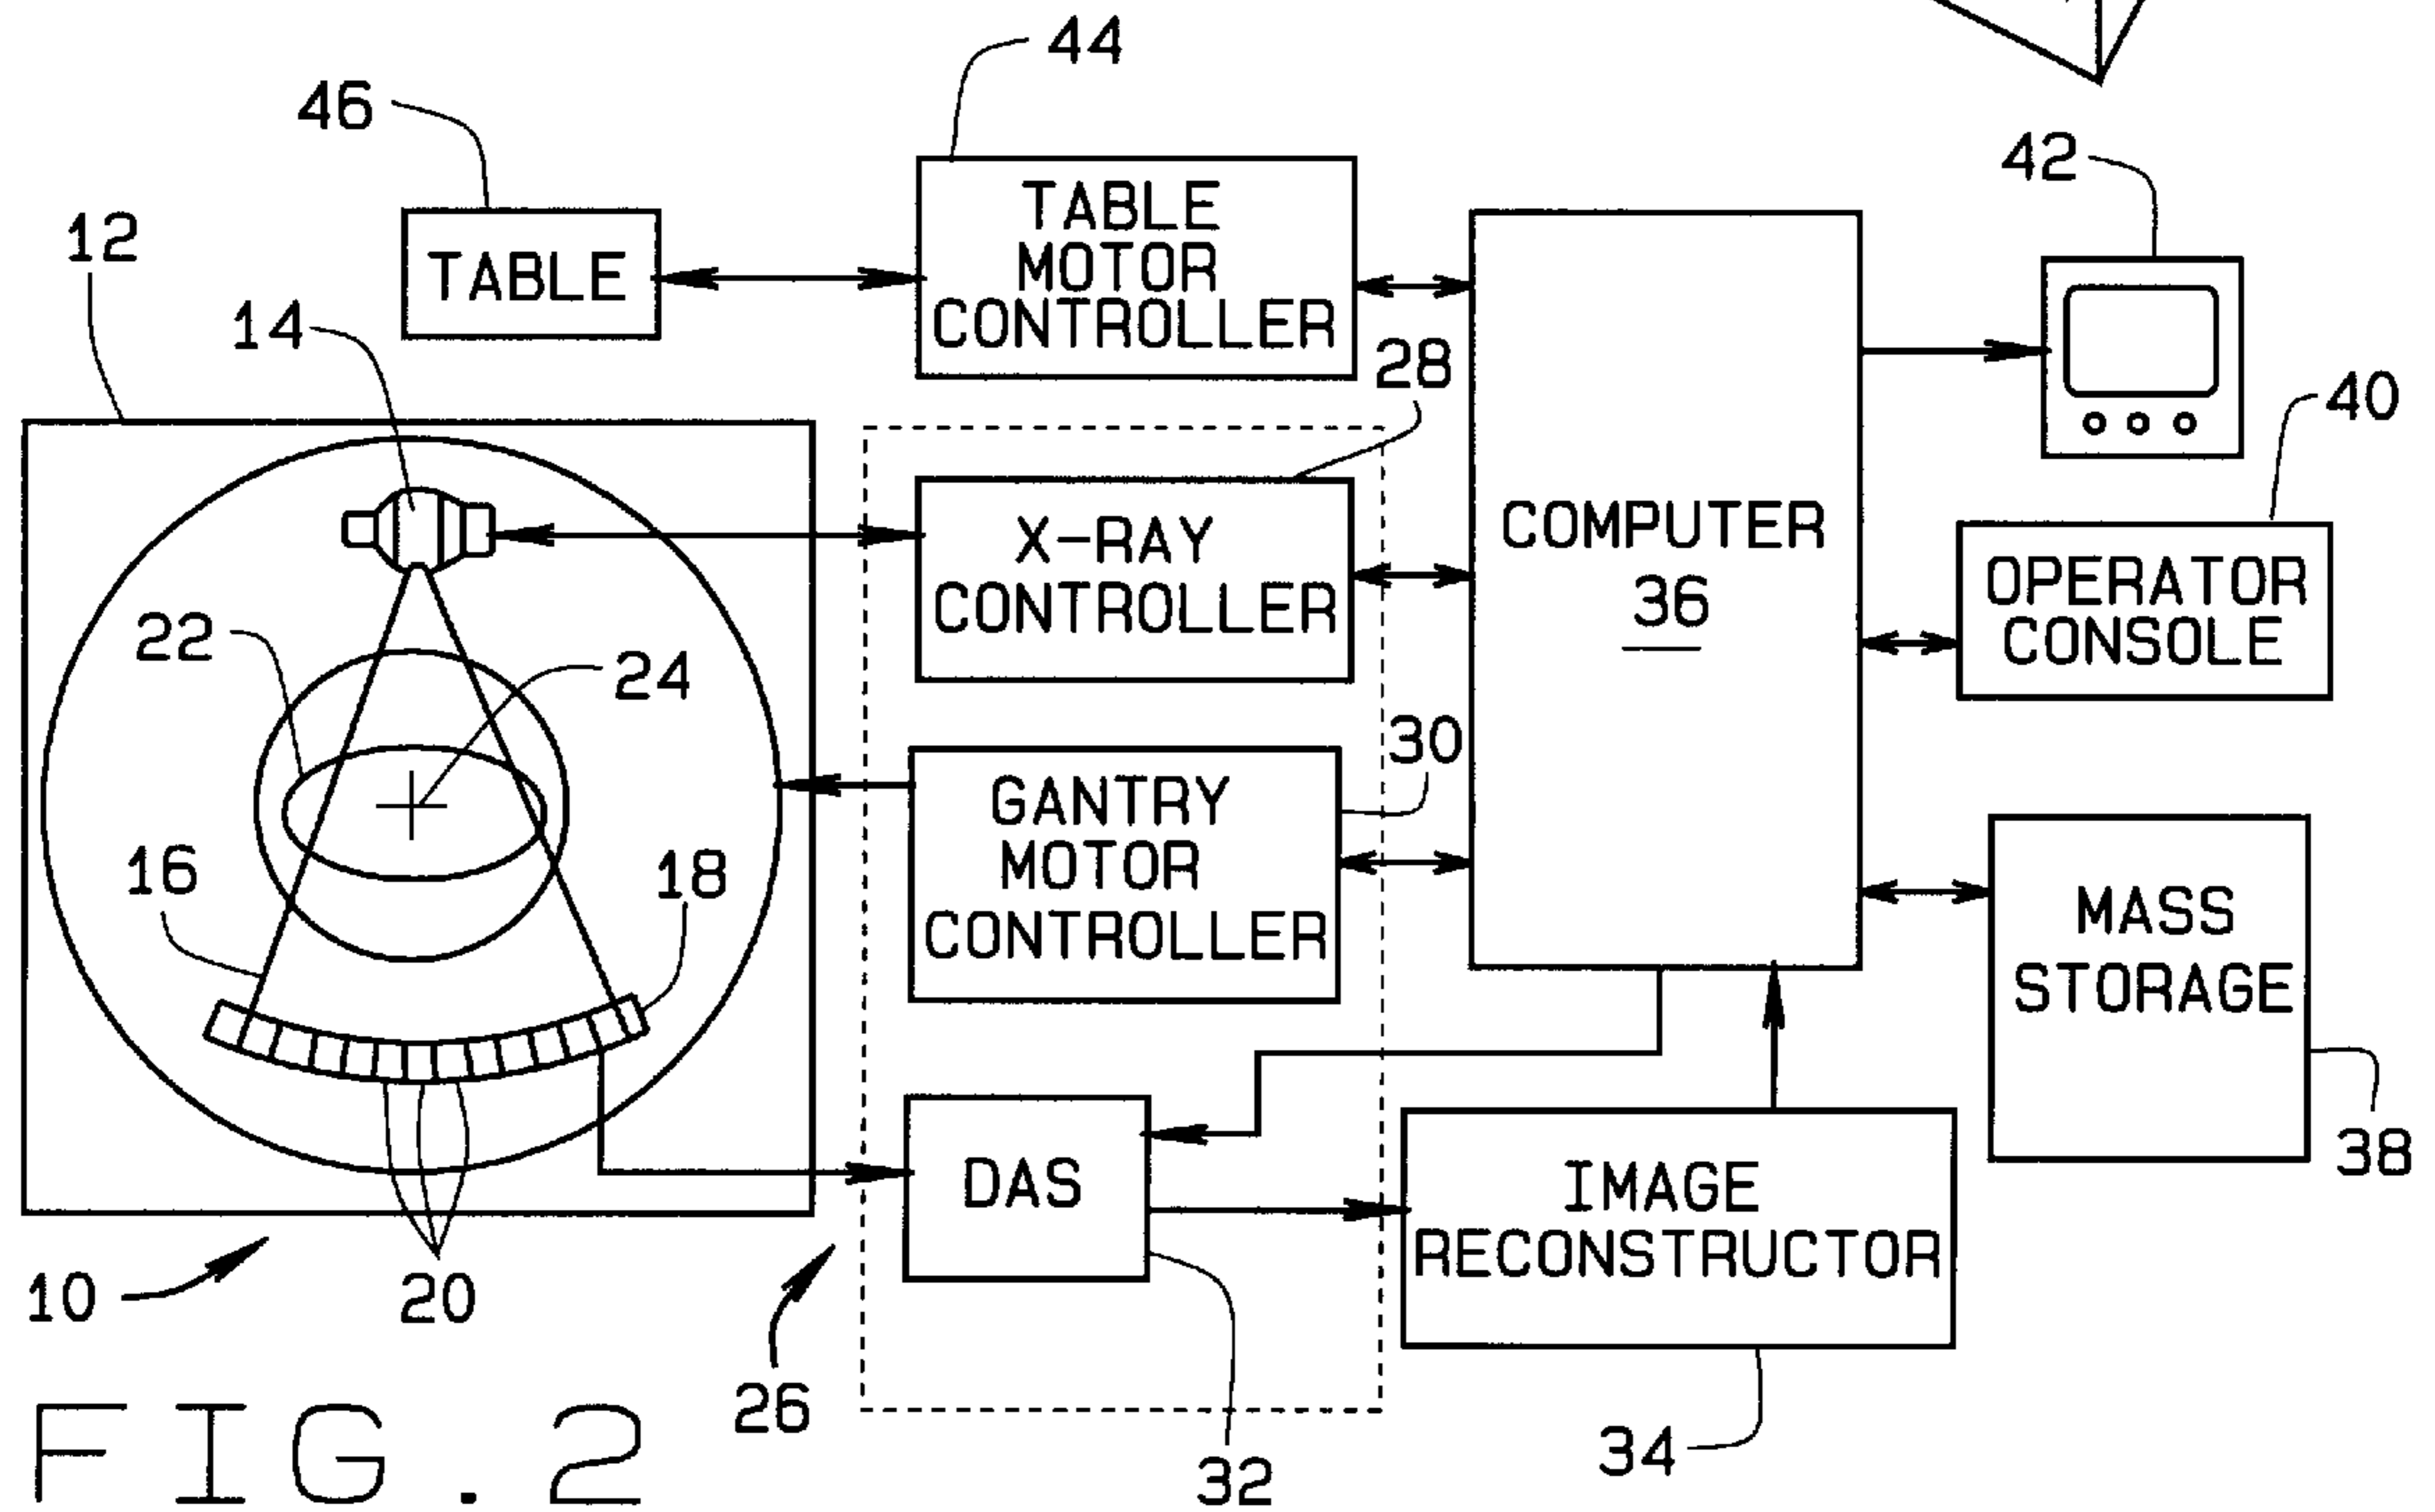 44
46
42
12
TABLE
MOTOR
CONTROLLER
TABLE
14
28
40
X-RAY
CONTROLLER
COMPUTER
36
OPERATOR
CONSOLE
22
24
30
GANTRY
MOTOR
CONTROLLER
16
18
MASS
STORAGE
38
DAS
IMAGE
RECONSTRUCTOR
10
20
26
32
34
FIG. 2